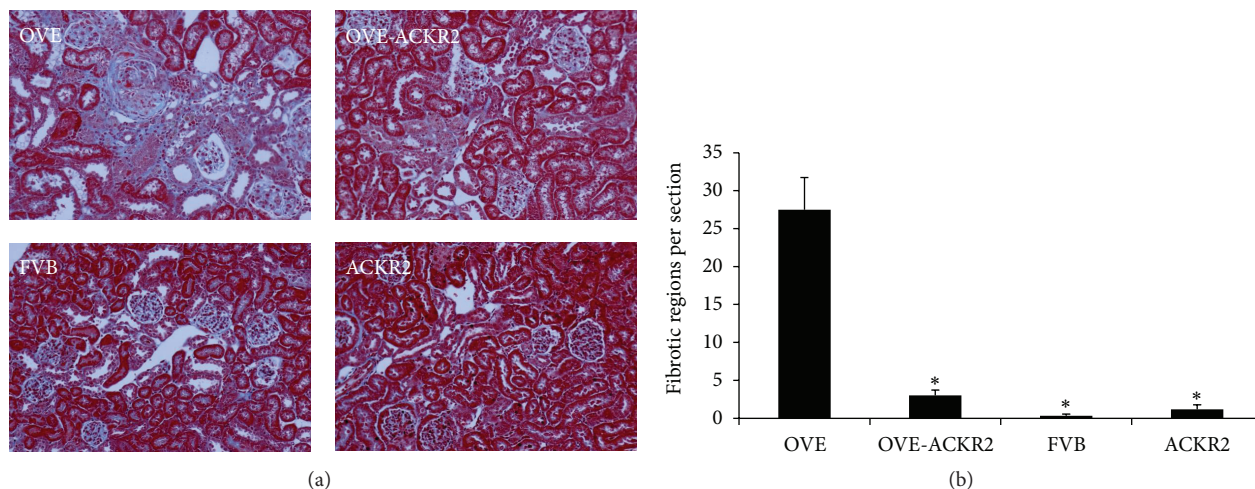 OVE
OVE-ACKR2
FVB
ACKR2
(a)
Fibrotic regions per section
35
30
25
20
15
10
5
0
*
*
*
OVE
OVE-ACKR2
FVB
ACKR2
(b)